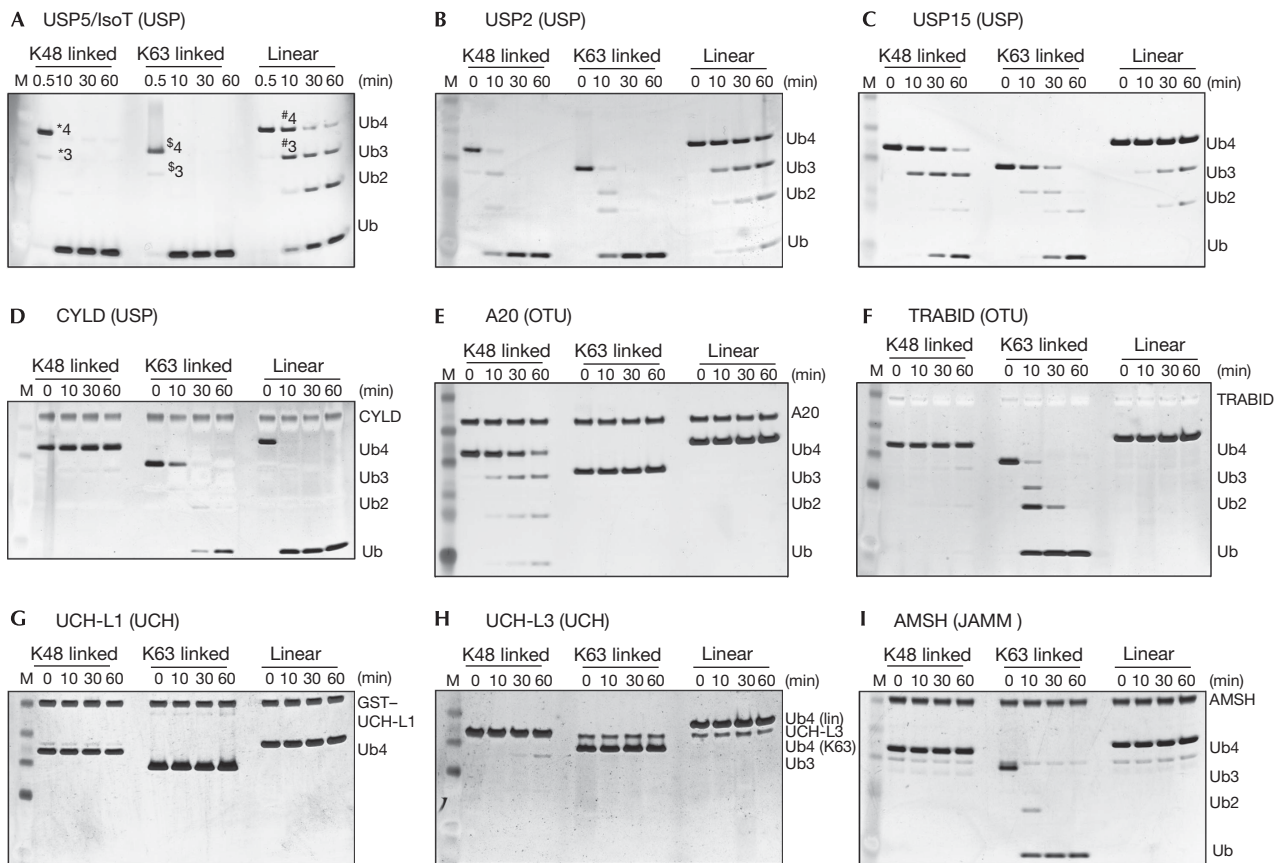 A USP5/IsoT (USP)
K48 linked K63 linked Linear
M 0.5 10 30 60 0.5 10 30 60 0.5 10 30 60 (min)
*4
*3
$4
$3
#4
#3
Ub4
Ub3
Ub2
Ub
B USP2 (USP)
K48 linked K63 linked Linear
M 0 10 30 60 0 10 30 60 0 10 30 60 (min)
Ub4
Ub3
Ub2
Ub
C USP15 (USP)
K48 linked K63 linked Linear
M 0 10 30 60 0 10 30 60 0 10 30 60 (min)
Ub4
Ub3
Ub2
Ub
D CYLD (USP)
K48 linked K63 linked Linear
M 0 10 30 60 0 10 30 60 0 10 30 60 (min)
CYLD
Ub4
Ub3
Ub2
Ub
E A20 (OTU)
K48 linked K63 linked Linear
M 0 10 30 60 0 10 30 60 0 10 30 60 (min)
A20
Ub4
Ub3
Ub2
Ub
F TRABID (OTU)
K48 linked K63 linked Linear
M 0 10 30 60 0 10 30 60 0 10 30 60 (min)
TRABID
Ub4
Ub3
Ub2
Ub
G UCH-L1 (UCH)
K48 linked K63 linked Linear
M 0 10 30 60 0 10 30 60 0 10 30 60 (min)
GST–
UCH-L1
Ub4
H UCH-L3 (UCH)
K48 linked K63 linked Linear
M 0 10 30 60 0 10 30 60 0 10 30 60 (min)
Ub4 (lin)
UCH-L3
Ub4 (K63)
Ub3
I AMSH (JAMM )
K48 linked K63 linked Linear
M 0 10 30 60 0 10 30 60 0 10 30 60 (min)
AMSH
Ub4
Ub3
Ub2
Ub